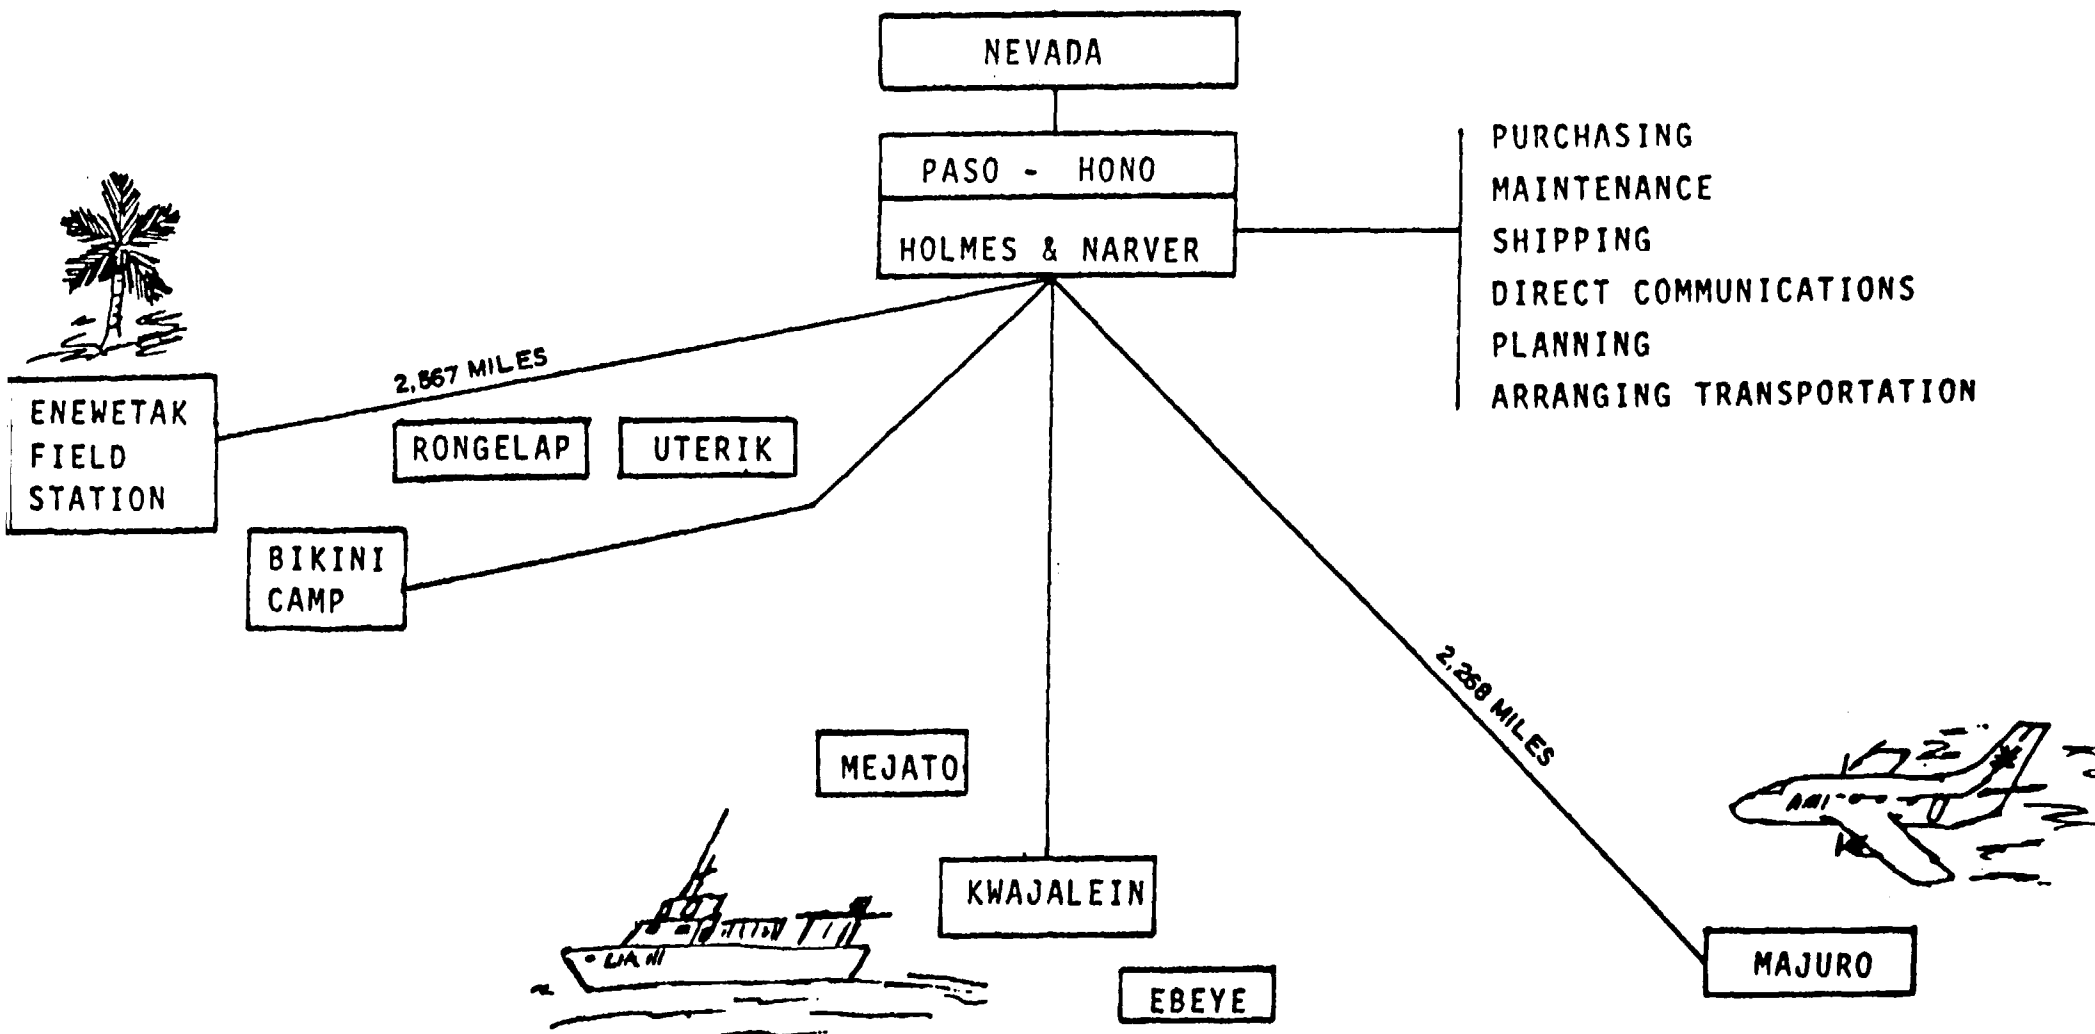 NEVADA
PASO - HONO
HOLMES & NARVER
PURCHASING
MAINTENANCE
SHIPPING
DIRECT COMMUNICATIONS
PLANNING
ARRANGING TRANSPORTATION
2,567 MILES
ENEWETAK
FIELD
STATION
RONGELAP
UTERIK
BIKINI
CAMP
2,268 MILES
MEJATO
AMI
KWAJALEIN
MAJURO
EBEYE